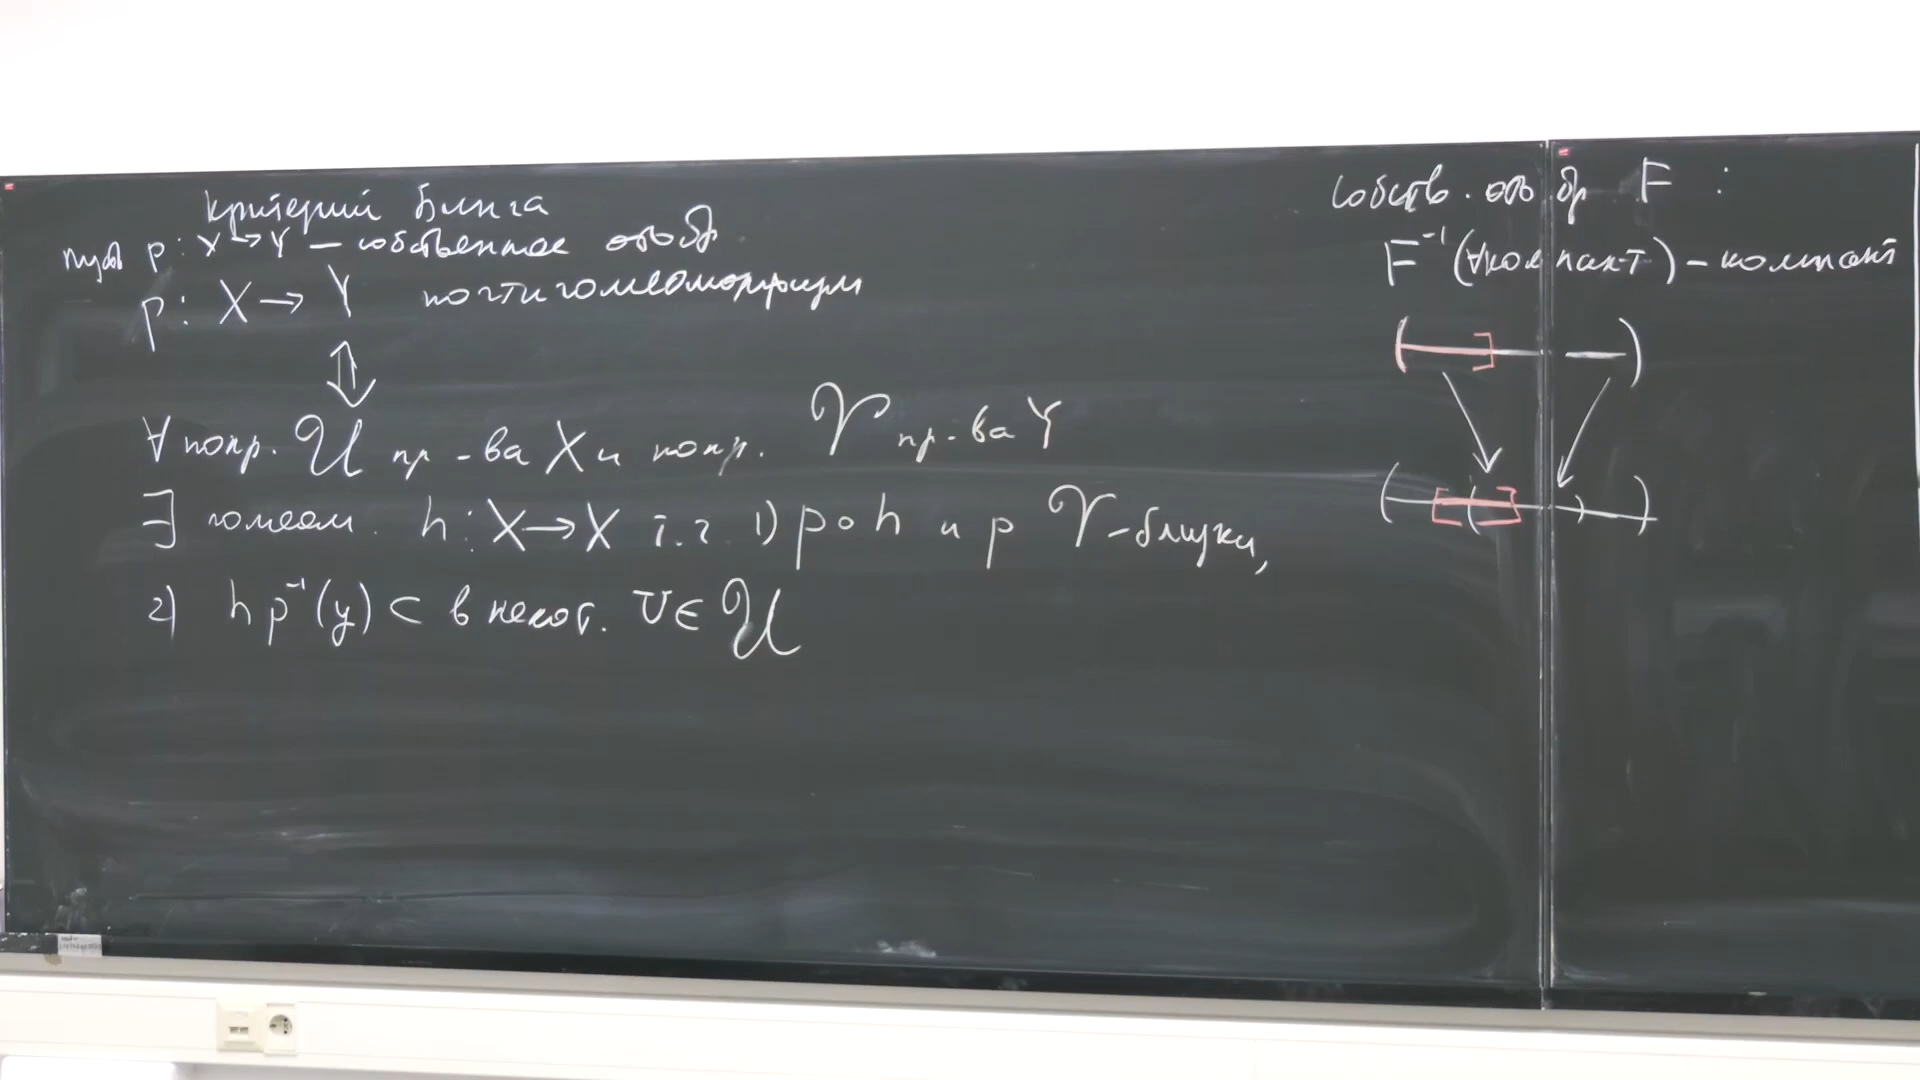 Критерий Бинга
пусть p: X → Y – собственное отобр.
p: X → Y почти гомеоморфизм
⇕
∀ покр. 𝒰 пр-ва X и покр. 𝒱 пр-ва Y
∃ гомеом. h: X → X т.ч. 1) p∘h и p 𝒱-близки,
2) hp⁻¹(y) ⊂ в некот. U ∈ 𝒰
собств. отобр F :
F⁻¹(∀компакт) – компакт